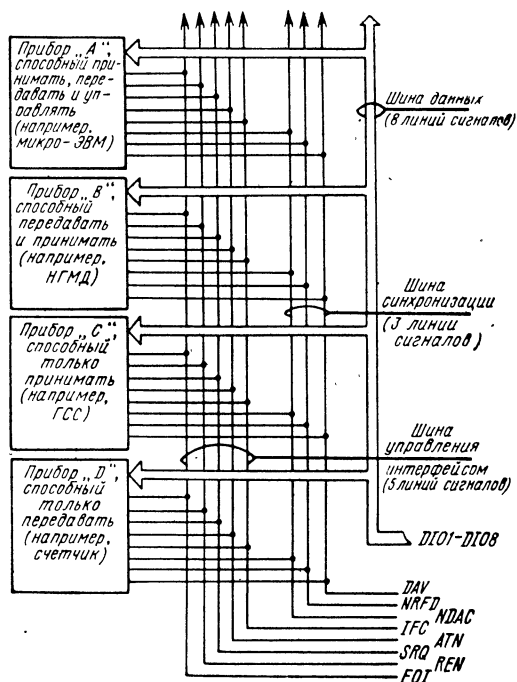 Прибор „А“,
способный при-
нимать, пере-
давать и уп-
равлять
(например,
микро-ЭВМ)
Шина данных
(8 линий сигналов)
Прибор „В“,
способный
передавать
и принимать
(например,
НГМД)
Шина
синхронизации
(3 линии
сигналов)
Прибор „С“,
способный
только
принимать
(например,
ГСС)
Шина
управления
интерфейсом
(5 линий сигналов)
Прибор „D“,
способный
только
передавать
(например,
счетчик)
DIO1-DIO8
DAV
NRFD
NDAC
IFC
ATN
SRQ
REN
EOI